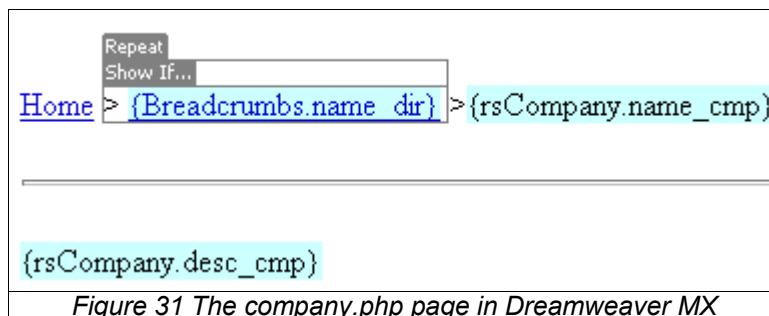 Repeat
Show If...
Home > {Breadcrumbs.name_dir} >{rsCompany.name_cmp}
{rsCompany.desc_cmp}
Figure 31 The company.php page in Dreamweaver MX